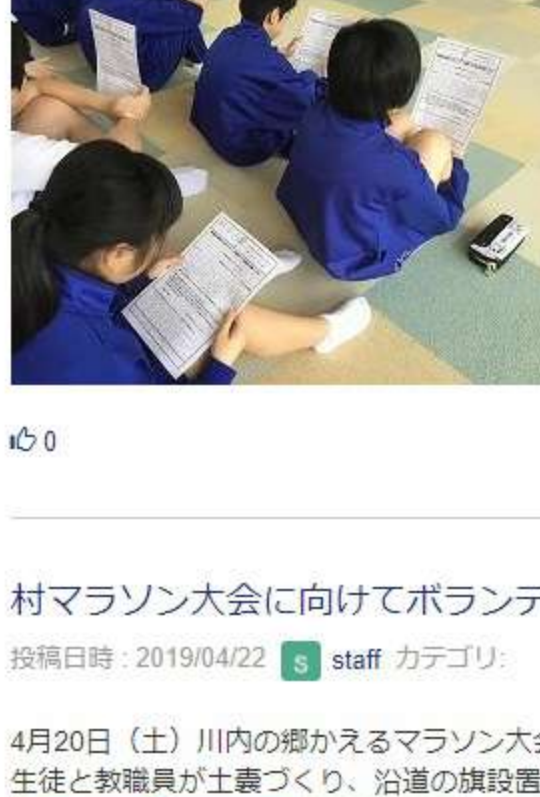 0
村マラソン大会に向けてボランテ
投稿日時 : 2019/04/22 s staff カテゴリ:
4月20日（土）川内の郷かえるマラソン大会
生徒と教職員が土嚢づくり、沿道の旗設置